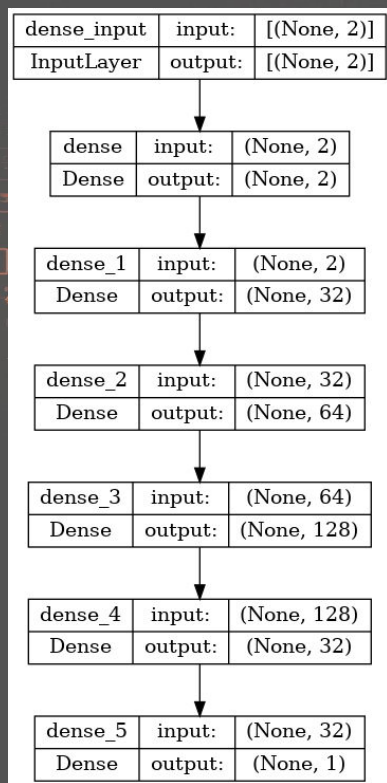 dense_input input: [(None, 2)]
InputLayer output: [(None, 2)]
dense input: (None, 2)
Dense output: (None, 2)
dense_1 input: (None, 2)
Dense output: (None, 32)
dense_2 input: (None, 32)
Dense output: (None, 64)
dense_3 input: (None, 64)
Dense output: (None, 128)
dense_4 input: (None, 128)
Dense output: (None, 32)
dense_5 input: (None, 32)
Dense output: (None, 1)